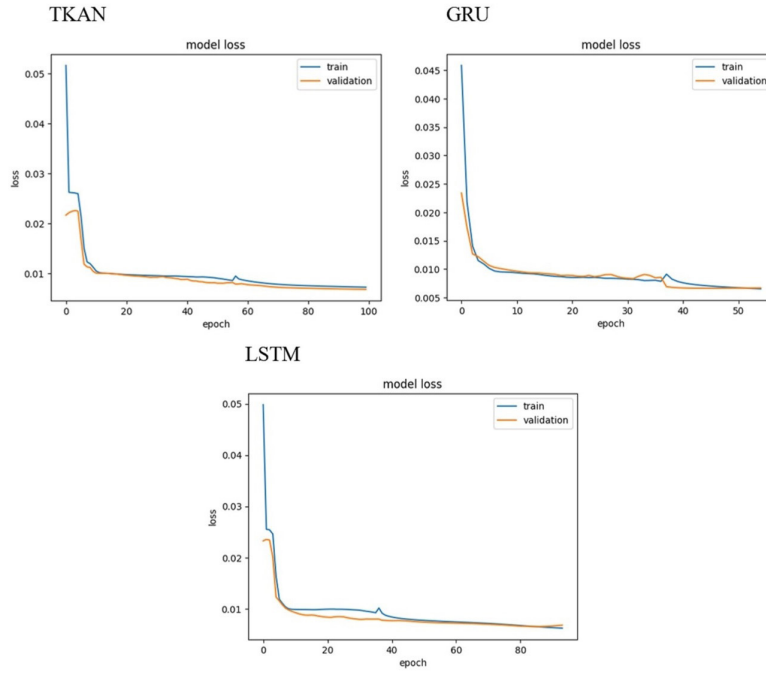 TKAN
model loss
train
validation
0.05
0.04
0.03
0.02
0.01
loss
0 20 40 60 80 100
epoch
GRU
model loss
train
validation
0.045
0.040
0.035
0.030
0.025
0.020
0.015
0.010
0.005
loss
0 10 20 30 40 50
epoch
LSTM
model loss
train
validation
0.05
0.04
0.03
0.02
0.01
loss
0 20 40 60 80
epoch